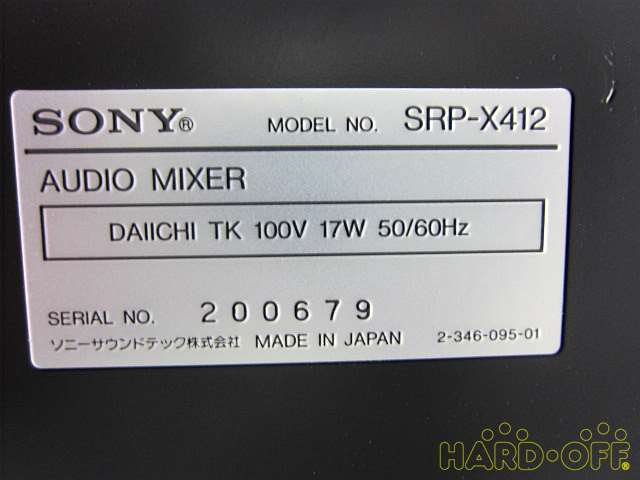 SONY® MODEL NO. SRP-X412
AUDIO MIXER
DAIICHI TK 100V 17W 50/60Hz
SERIAL NO. 200679
ソニーサウンドテック株式会社 MADE IN JAPAN 2-346-095-01
HARD-OFF®